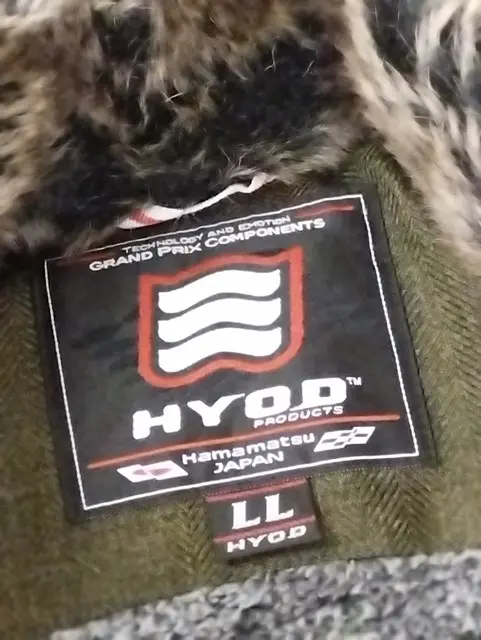 TECHNOLOGY AND EMOTION
GRAND PRIX COMPONENTS
HYOD™
PRODUCTS
Hamamatsu
JAPAN
LL
HYOD